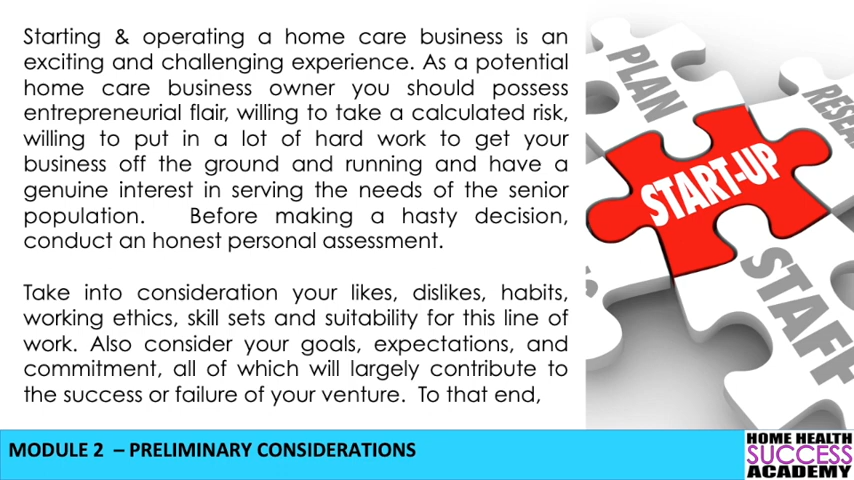 Starting & operating a home care business is an
exciting and challenging experience. As a potential
home care business owner you should possess
entrepreneurial flair, willing to take a calculated risk,
willing to put in a lot of hard work to get your
business off the ground and running and have a
genuine interest in serving the needs of the senior
population. Before making a hasty decision,
conduct an honest personal assessment.
Take into consideration your likes, dislikes, habits,
working ethics, skill sets and suitability for this line of
work. Also consider your goals, expectations, and
commitment, all of which will largely contribute to
the success or failure of your venture. To that end,
PLAN
START-UP
STAFF
MODULE 2 – PRELIMINARY CONSIDERATIONS
HOME HEALTH
SUCCESS
ACADEMY